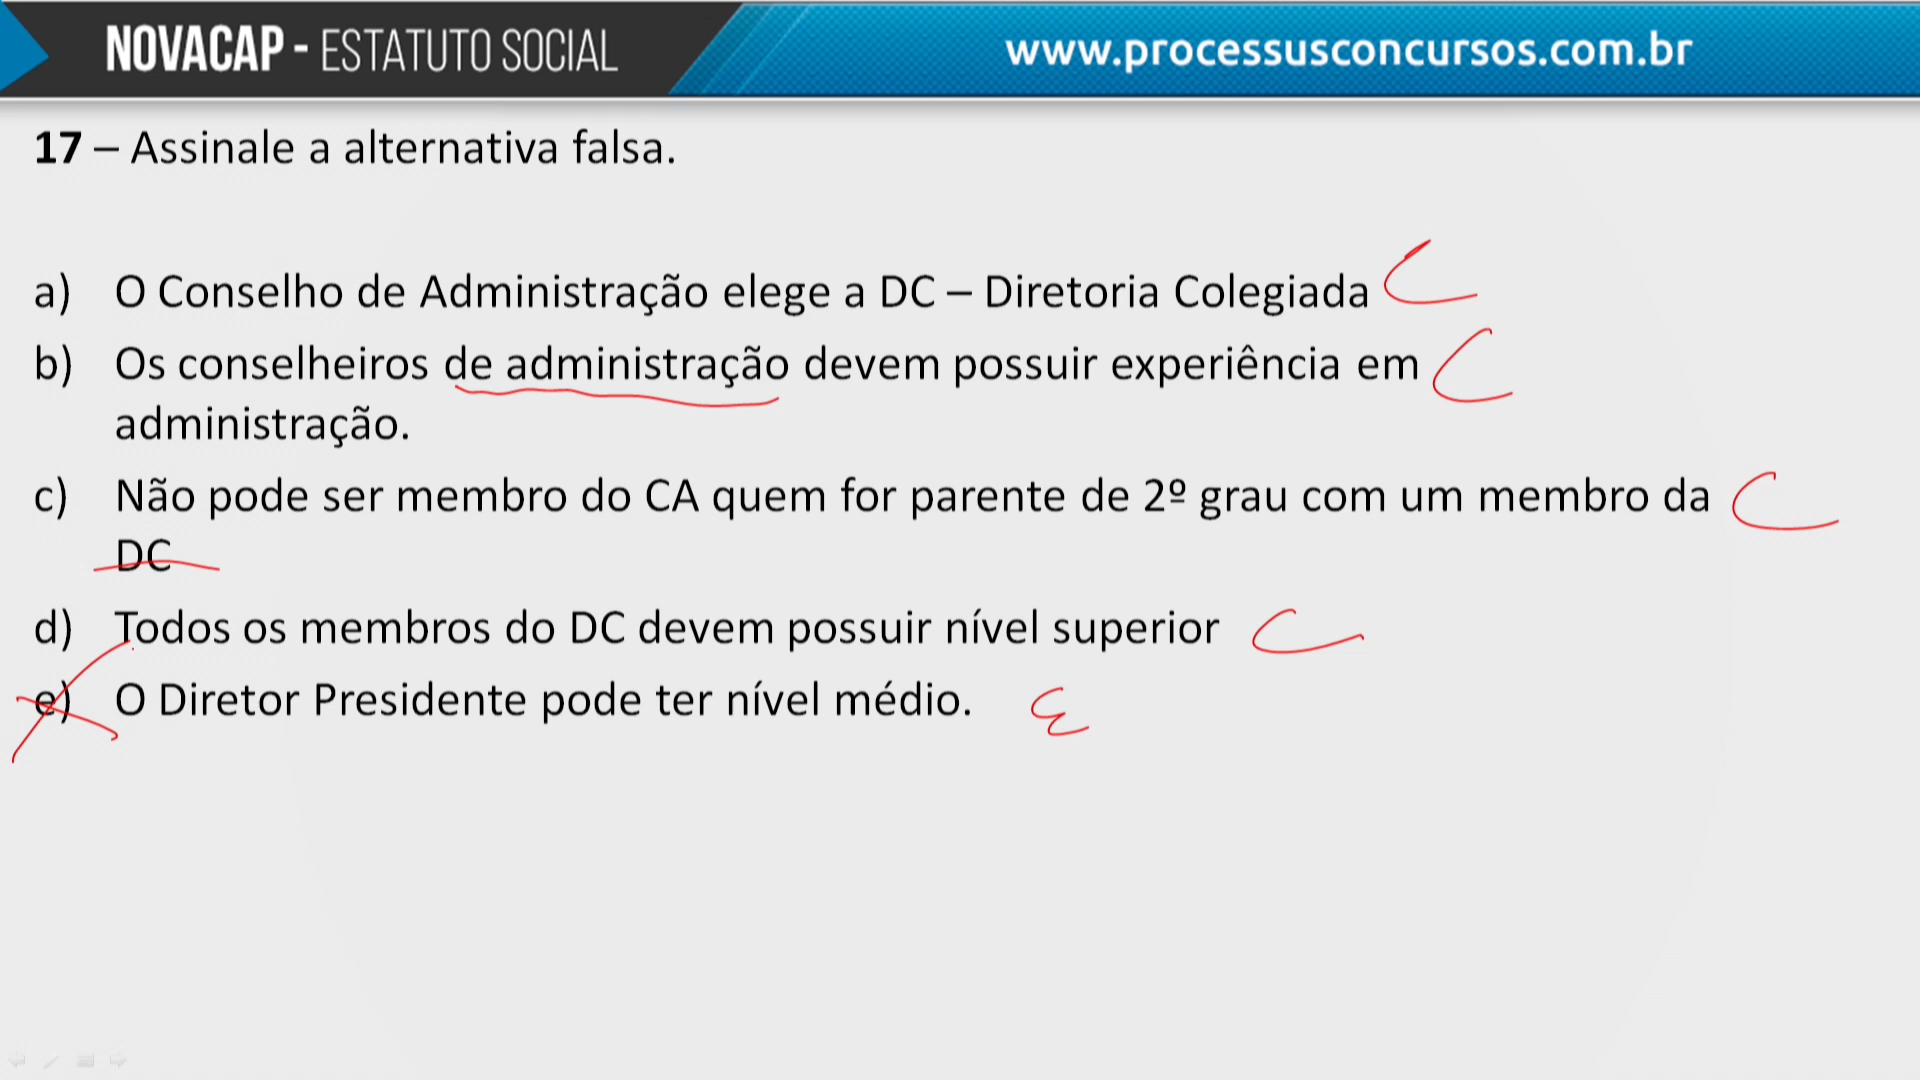 NOVACAP - ESTATUTO SOCIAL
www.processusconcursos.com.br
17 – Assinale a alternativa falsa.
a) O Conselho de Administração elege a DC – Diretoria Colegiada C
b) Os conselheiros de administração devem possuir experiência em C
administração.
c) Não pode ser membro do CA quem for parente de 2º grau com um membro da C
DC
d) Todos os membros do DC devem possuir nível superior C
e) O Diretor Presidente pode ter nível médio. E